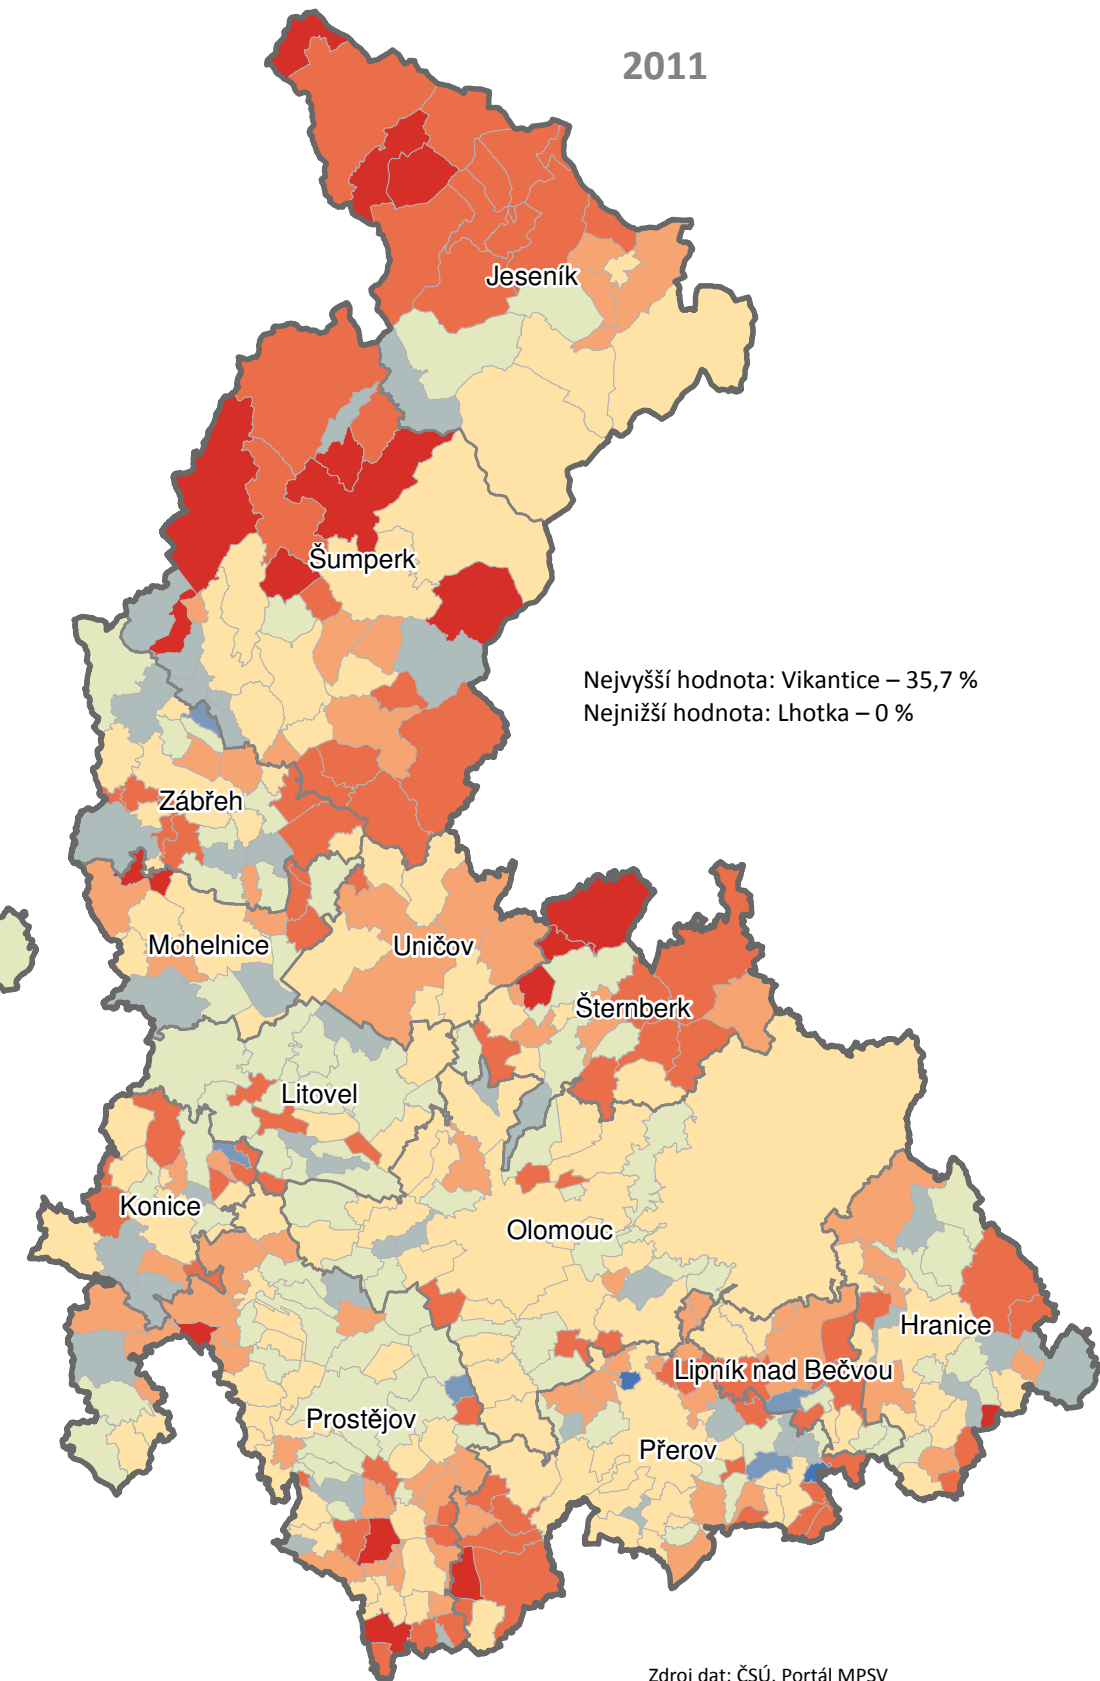 2011
Jeseník
Šumperk
Nejvyšší hodnota: Vikantice – 35,7 %
Nejnižší hodnota: Lhotka – 0 %
Zábřeh
Mohelnice
Uničov
Šternberk
Litovel
Konice
Olomouc
Hranice
Lipník nad Bečvou
Prostějov
Přerov
Zdroj dat: ČSÚ, Portál MPSV